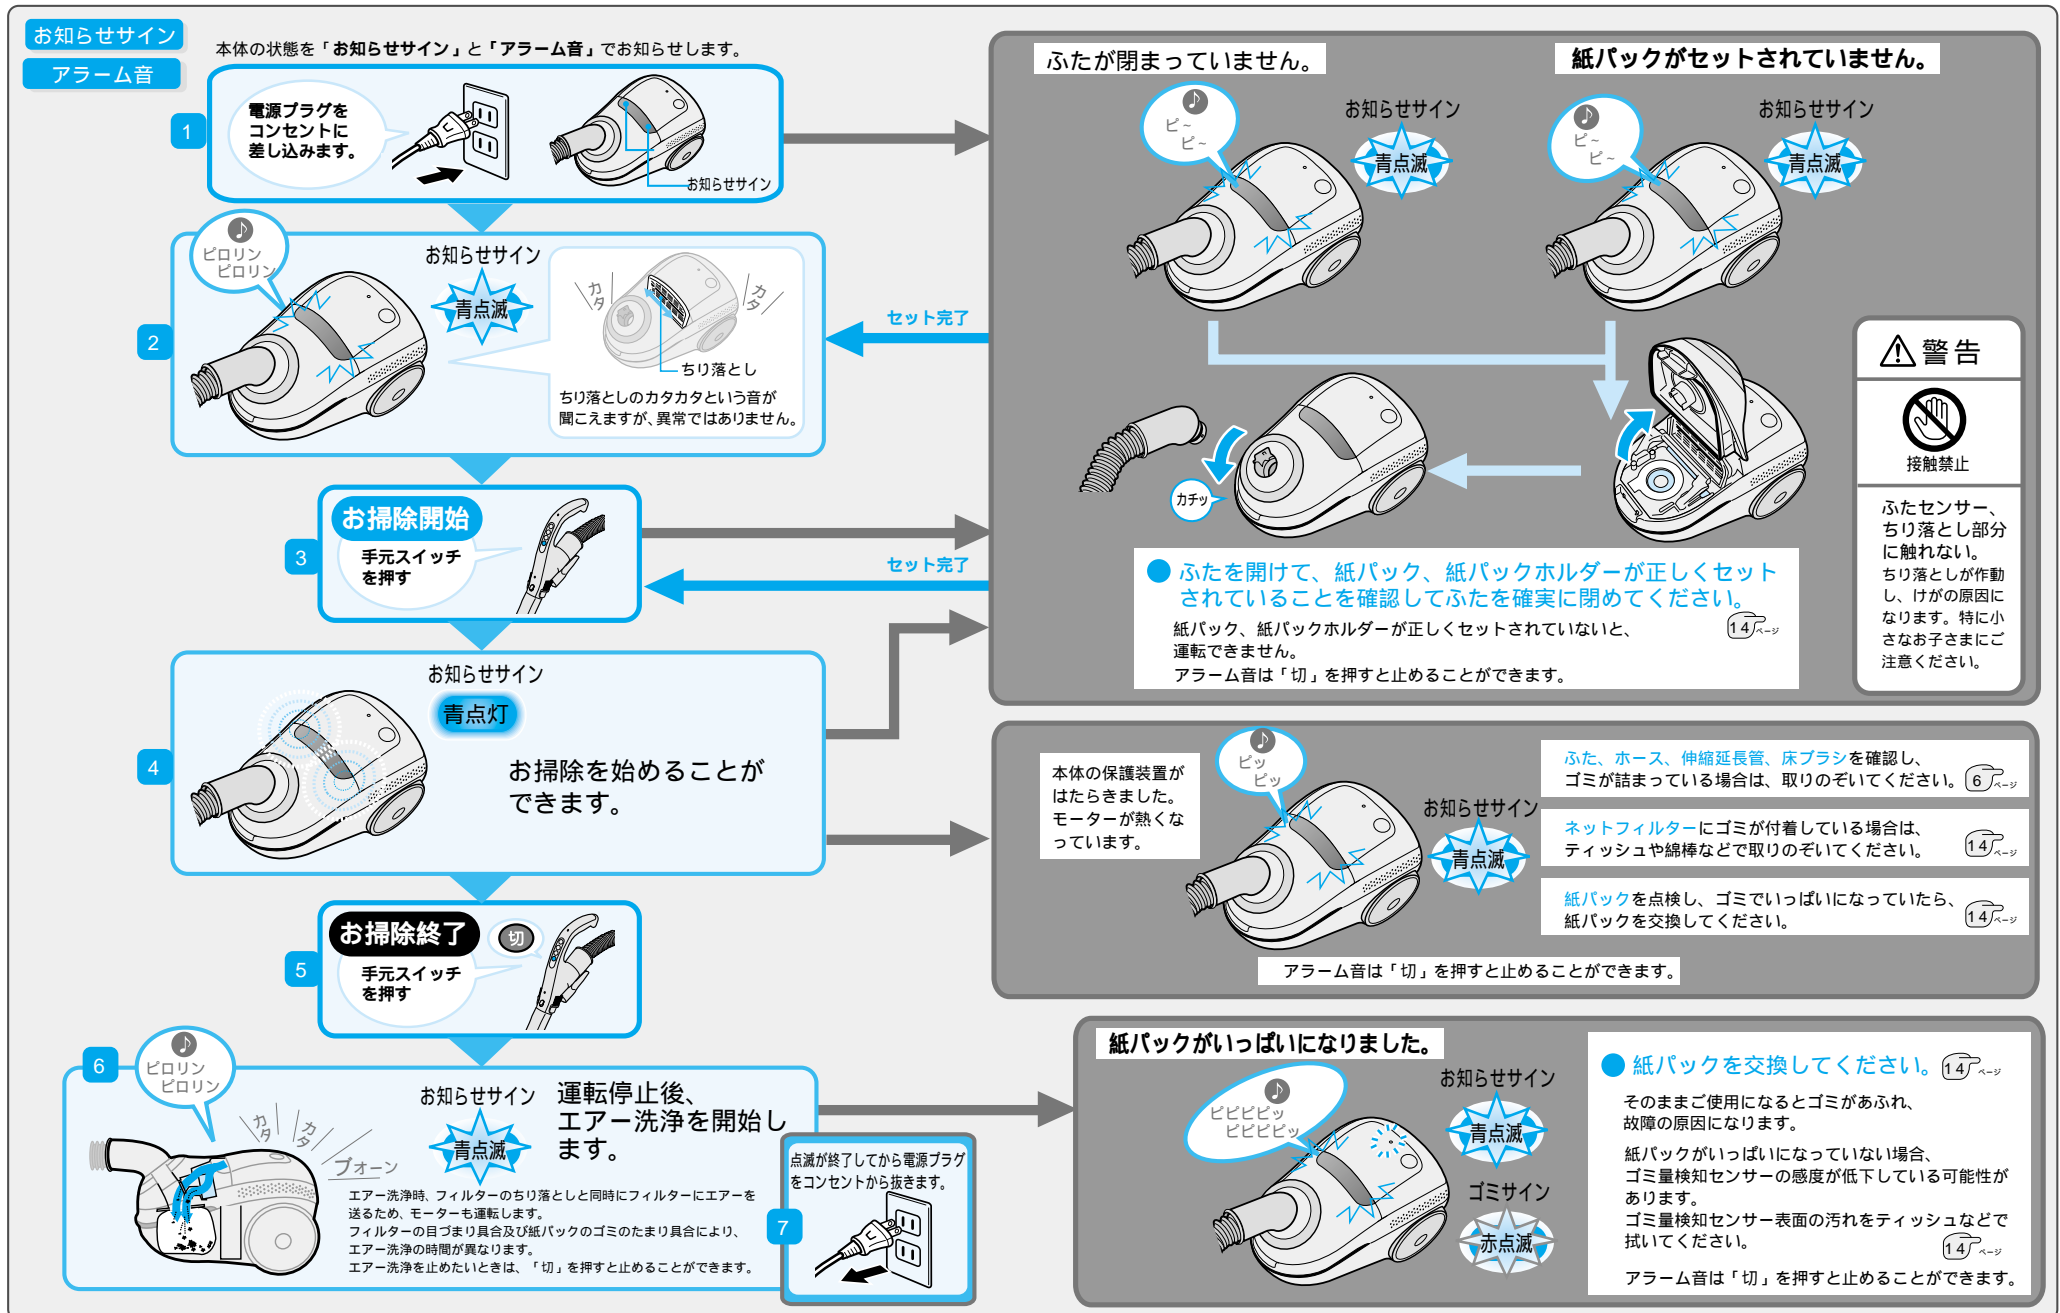 お知らせサイン
アラーム音
本体の状態を「お知らせサイン」と「アラーム音」でお知らせします。
1
電源プラグを
コンセントに
差し込みます。
お知らせサイン
2
ピロリン
ピロリン
お知らせサイン
青点滅
カタ
カタ
ちり落とし
ちり落としのカタカタという音が
聞こえますが、異常ではありません。
セット完了
3
お掃除開始
手元スイッチ
を押す
セット完了
4
お知らせサイン
青点灯
お掃除を始めることが
できます。
5
お掃除終了
切
手元スイッチ
を押す
6
ピロリン
ピロリン
カタ
カタ
ブォーン
お知らせサイン
青点滅
運転停止後、
エアー洗浄を開始し
ます。
エアー洗浄時、フィルターのちり落としと同時にフィルターにエアーを
送るため、モーターも運転します。
フィルターの目づまり具合及び紙パックのゴミのたまり具合により、
エアー洗浄の時間が異なります。
エアー洗浄を止めたいときは、「切」を押すと止めることができます。
7
点滅が終了してから電源プラグ
をコンセントから抜きます。
ふたが閉まっていません。
ピ~
ピ~
お知らせサイン
青点滅
紙パックがセットされていません。
ピ~
ピ~
お知らせサイン
青点滅
カチッ
●ふたを開けて、紙パック、紙パックホルダーが正しくセット
されていることを確認してふたを確実に閉めてください。
紙パック、紙パックホルダーが正しくセットされていないと、
運転できません。
14ページ
アラーム音は「切」を押すと止めることができます。
警告
接触禁止
ふたセンサー、
ちり落とし部分
に触れない。
ちり落としが作動
し、けがの原因に
なります。特に小
さなお子さまにご
注意ください。
本体の保護装置が
はたらきました。
モーターが熱くな
っています。
ピッ
ピッ
お知らせサイン
青点滅
ふた、ホース、伸縮延長管、床ブラシを確認し、
ゴミが詰まっている場合は、取りのぞいてください。 6ページ
ネットフィルターにゴミが付着している場合は、
ティッシュや綿棒などで取りのぞいてください。 14ページ
紙パックを点検し、ゴミでいっぱいになっていたら、
紙パックを交換してください。 14ページ
アラーム音は「切」を押すと止めることができます。
紙パックがいっぱいになりました。
ピピピピッ
ピピピピッ
お知らせサイン
青点滅
ゴミサイン
赤点滅
●紙パックを交換してください。 14ページ
そのままご使用になるとゴミがあふれ、
故障の原因になります。
紙パックがいっぱいになっていない場合、
ゴミ量検知センサーの感度が低下している可能性が
あります。
ゴミ量検知センサー表面の汚れをティッシュなどで
拭いてください。 14ページ
アラーム音は「切」を押すと止めることができます。